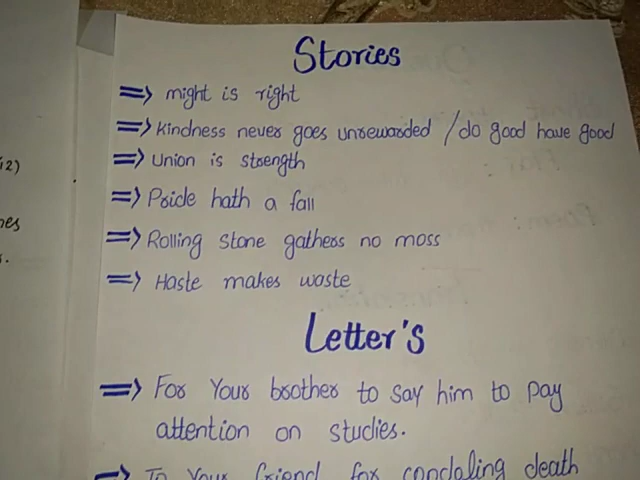 Stories
=> might is right
=> Kindness never goes unrewarded / do good have good
=> Union is strength
=> Pride hath a fall
=> Rolling stone gathers no moss
=> Haste makes waste
Letter's
=> For Your brother to say him to pay
attention on studies.
=> To Your friend for condoling death
12)